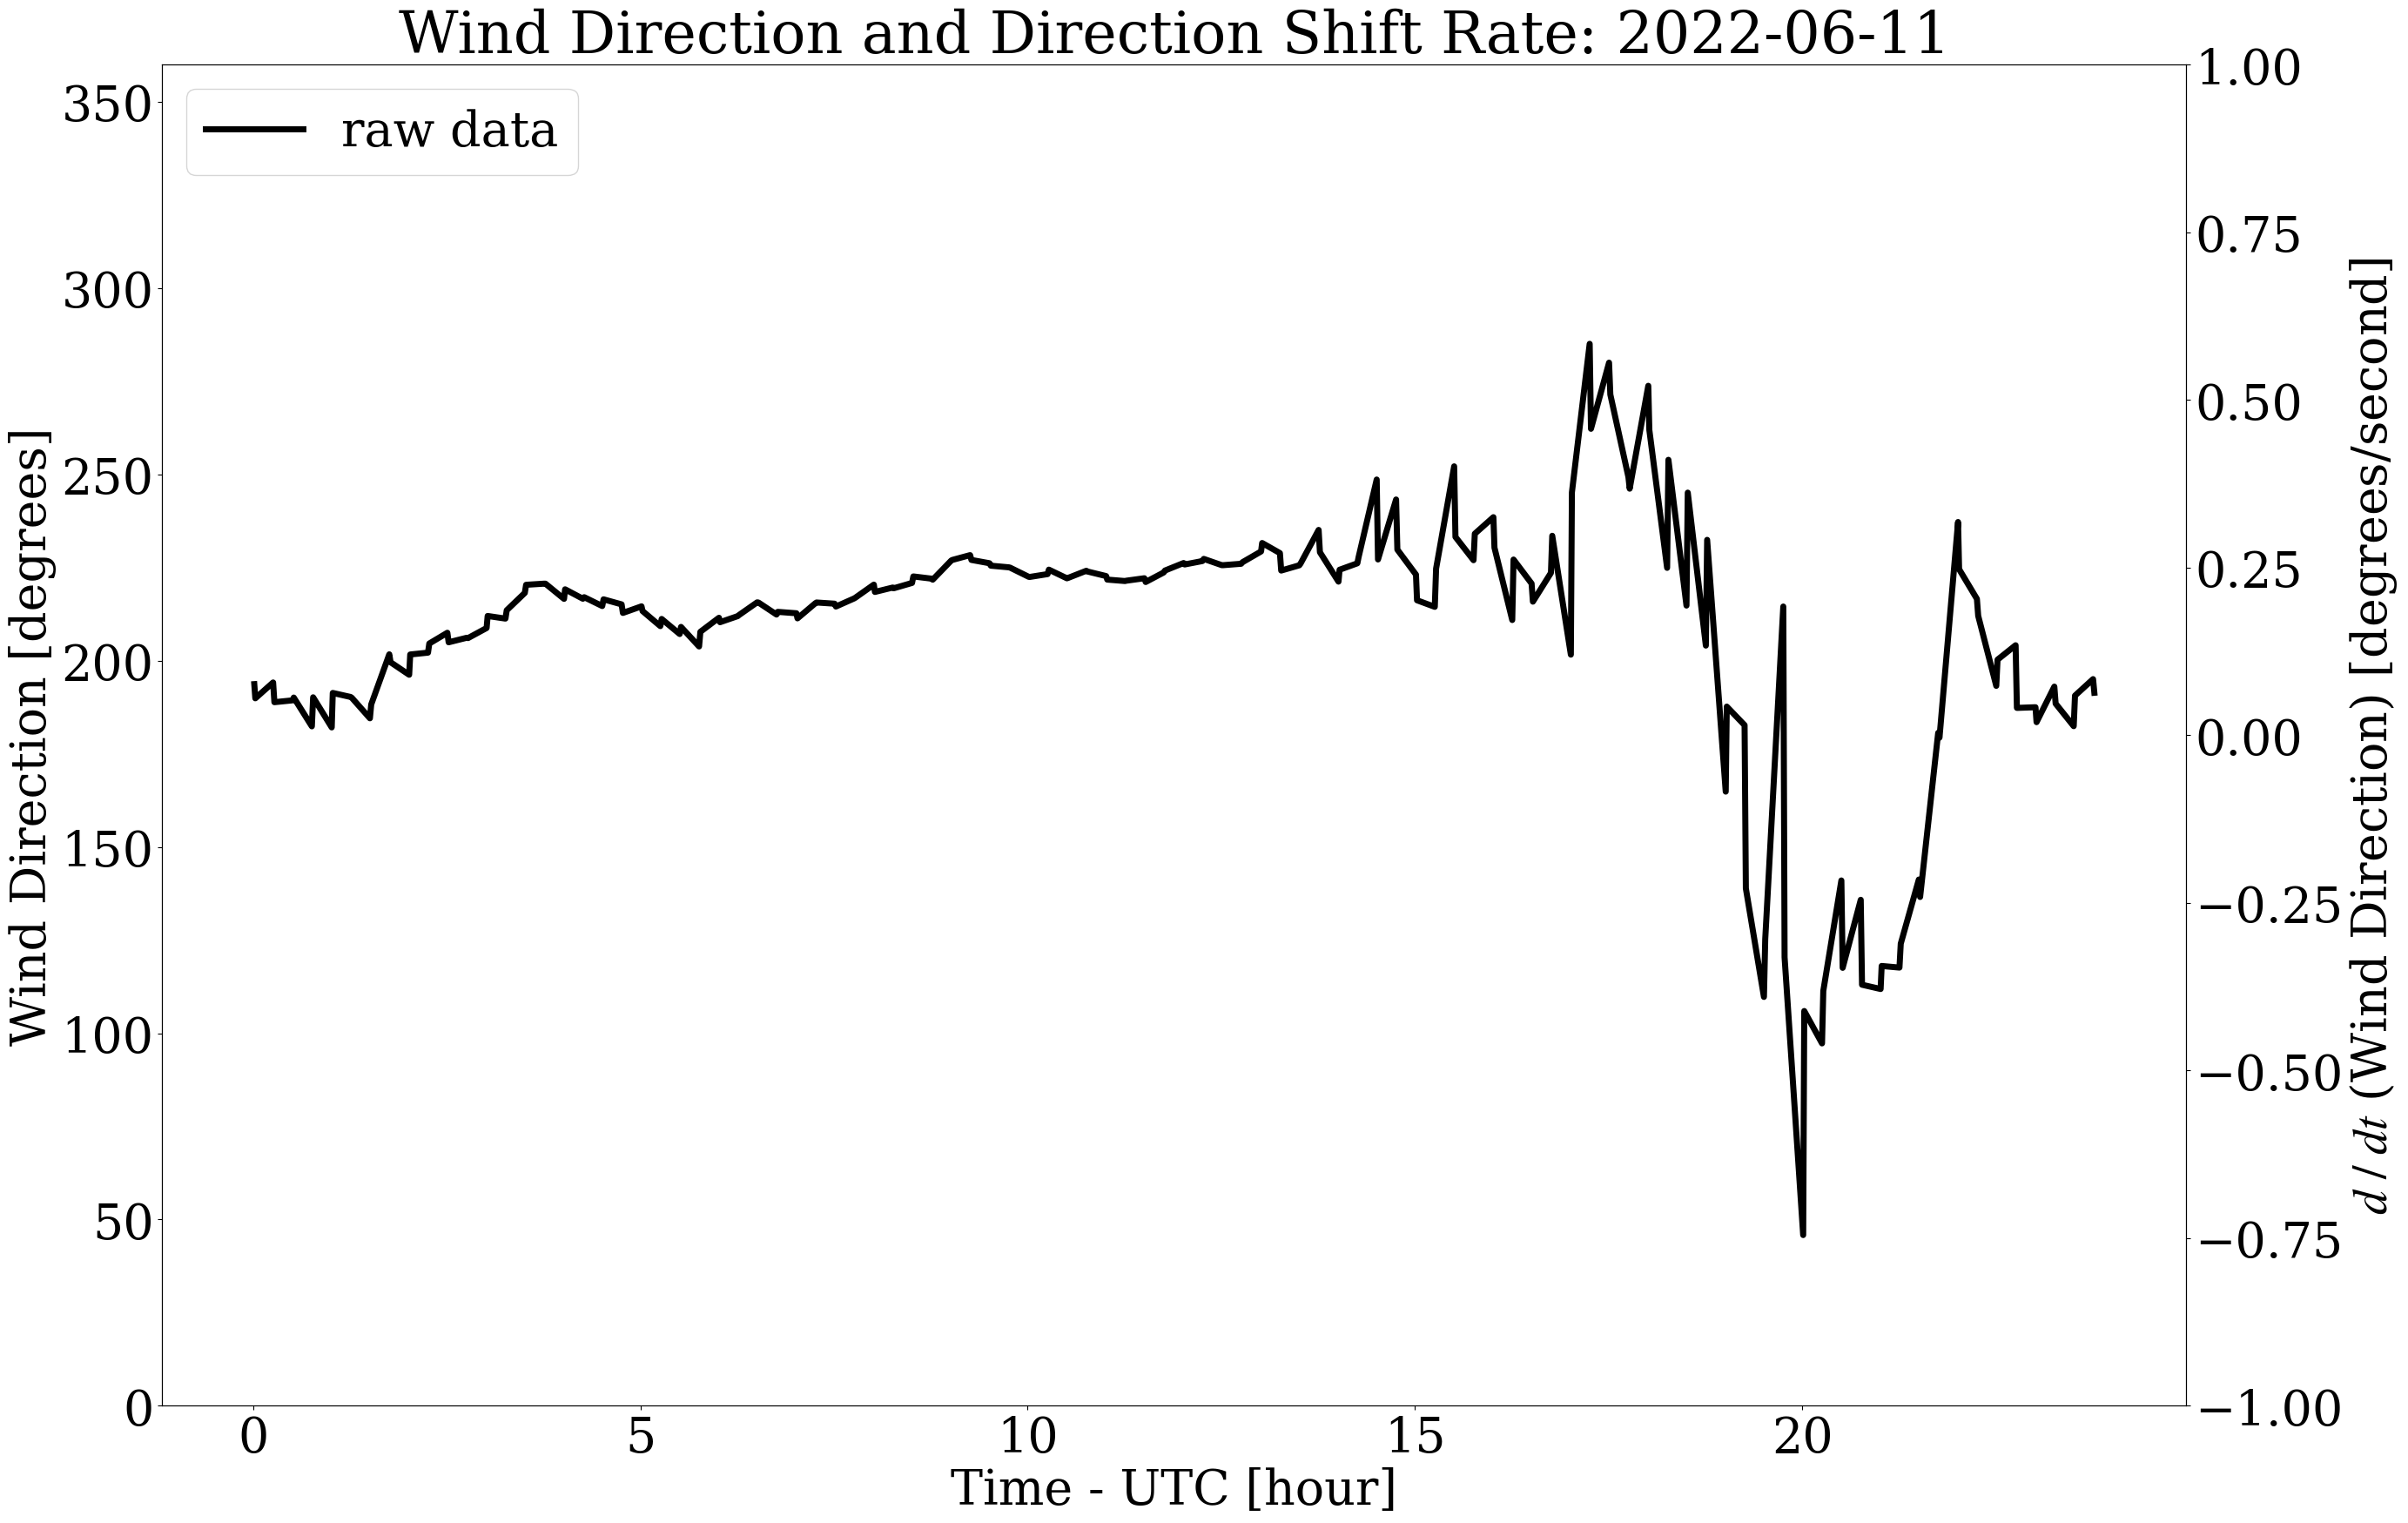 Wind Direction and Direction Shift Rate: 2022-06-11
raw data
Wind Direction [degrees]
350
300
250
200
150
100
50
0
0 5 10 15 20
Time - UTC [hour]
1.00
0.75
0.50
0.25
0.00
−0.25
−0.50
−0.75
−1.00
d / dt (Wind Direction) [degrees/second]